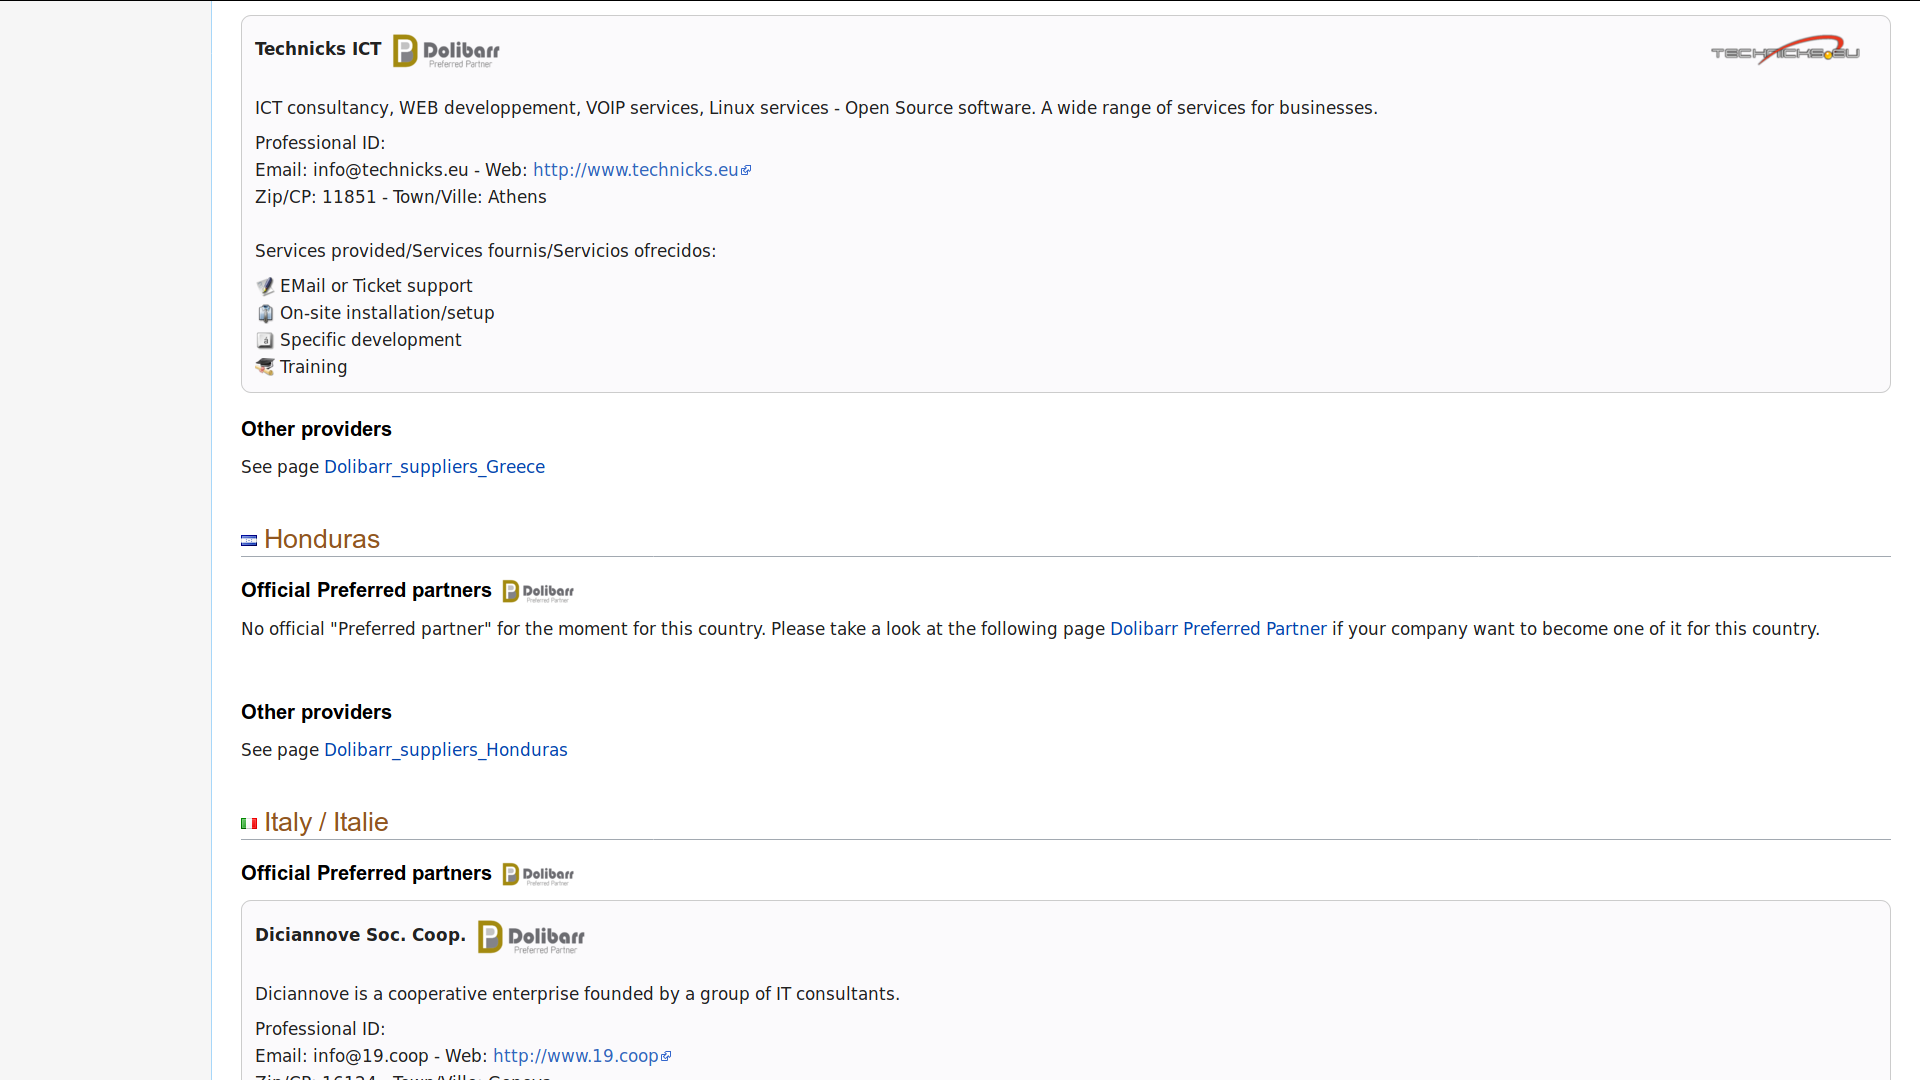 Technicks ICT Dolibarr
Preferred Partner
TECHNICKS.EU
ICT consultancy, WEB developpement, VOIP services, Linux services - Open Source software. A wide range of services for businesses.
Professional ID:
Email: info@technicks.eu - Web: http://www.technicks.eu
Zip/CP: 11851 - Town/Ville: Athens
Services provided/Services fournis/Servicios ofrecidos:
EMail or Ticket support
On-site installation/setup
Specific development
Training
Other providers
See page Dolibarr_suppliers_Greece
Honduras
Official Preferred partners Dolibarr
Preferred Partner
No official "Preferred partner" for the moment for this country. Please take a look at the following page Dolibarr Preferred Partner if your company want to become one of it for this country.
Other providers
See page Dolibarr_suppliers_Honduras
Italy / Italie
Official Preferred partners Dolibarr
Preferred Partner
Diciannove Soc. Coop. Dolibarr
Preferred Partner
Diciannove is a cooperative enterprise founded by a group of IT consultants.
Professional ID:
Email: info@19.coop - Web: http://www.19.coop
Zip/CP: 16124 - Town/Ville: Genova